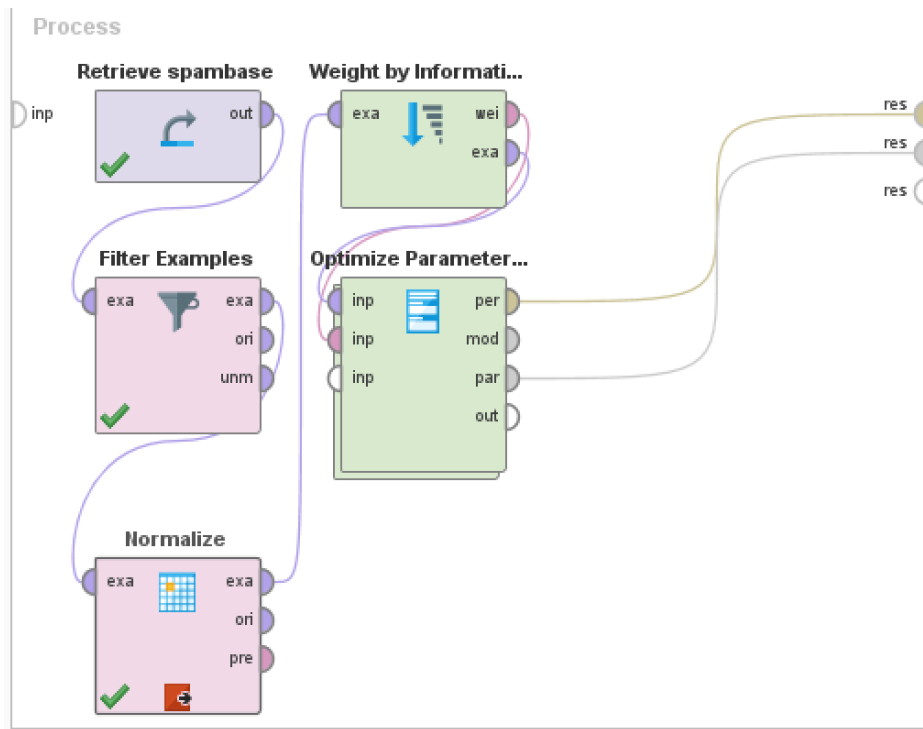 Process
Retrieve spambase
inp
out
Weight by Informati...
exa
wei
exa
res
res
res
Filter Examples
exa
exa
ori
unm
Optimize Parameter...
inp
per
inp
mod
inp
par
out
Normalize
exa
exa
ori
pre